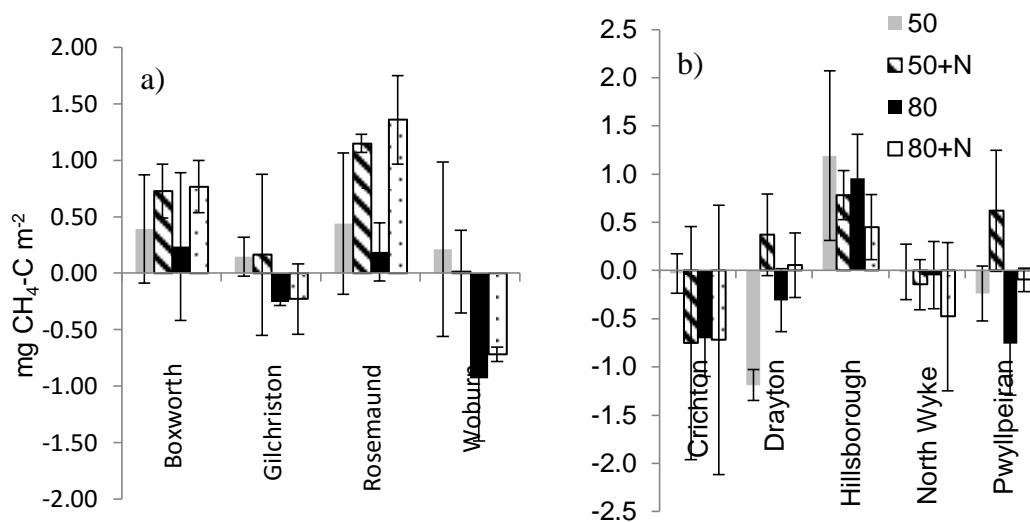 a)
mg CH4-C m-2
2.00
1.50
1.00
0.50
0.00
-0.50
-1.00
-1.50
-2.00
Boxworth
Gilchriston
Rosemaund
Woburn
b)
2.5
2.0
1.5
1.0
0.5
0.0
-0.5
-1.0
-1.5
-2.0
-2.5
Crichton
Drayton
Hillsborough
North Wyke
Pwyllpeiran
50
50+N
80
80+N